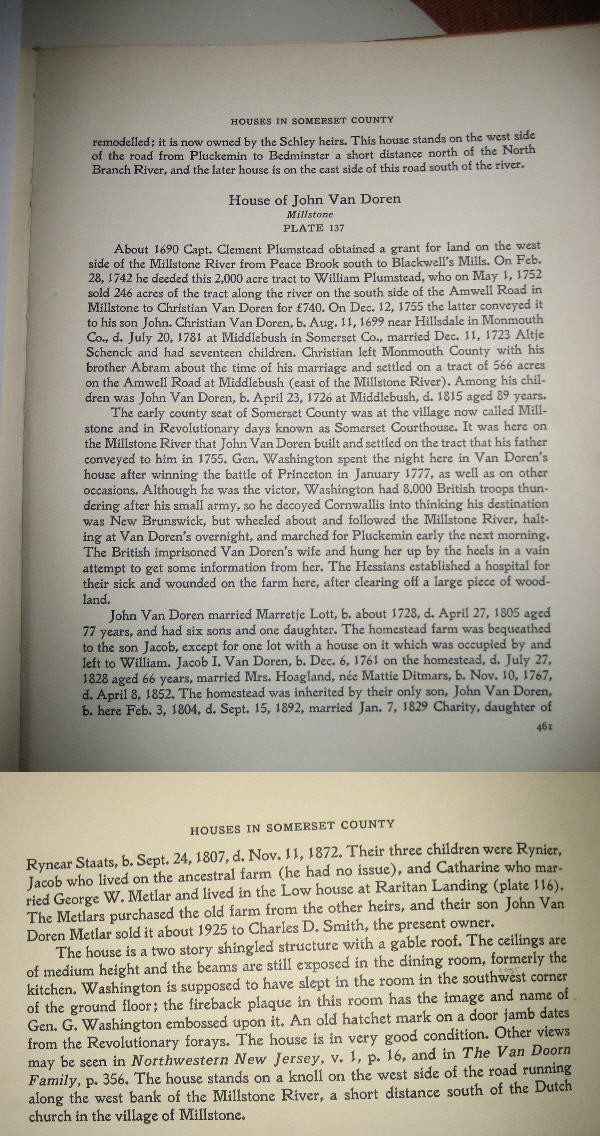 HOUSES IN SOMERSET COUNTY
remodelled; it is now owned by the Schley heirs. This house stands on the west side
of the road from Pluckemin to Bedminster a short distance north of the North
Branch River, and the later house is on the east side of this road south of the river.
House of John Van Doren
Millstone
PLATE 137
About 1690 Capt. Clement Plumstead obtained a grant for land on the west
side of the Millstone River from Peace Brook south to Blackwell's Mills. On Feb.
28, 1742 he deeded this 2,000 acre tract to William Plumstead, who on May 1, 1752
sold 246 acres of the tract along the river on the south side of the Amwell Road in
Millstone to Christian Van Doren for £740. On Dec. 12, 1755 the latter conveyed it
to his son John. Christian Van Doren, b. Aug. 11, 1699 near Hillsdale in Monmouth
Co., d. July 20, 1781 at Middlebush in Somerset Co., married Dec. 11, 1723 Altje
Schenck and had seventeen children. Christian left Monmouth County with his
brother Abram about the time of his marriage and settled on a tract of 566 acres
on the Amwell Road at Middlebush (east of the Millstone River). Among his chil-
dren was John Van Doren, b. April 23, 1726 at Middlebush, d. 1815 aged 89 years.
The early county seat of Somerset County was at the village now called Mill-
stone and in Revolutionary days known as Somerset Courthouse. It was here on
the Millstone River that John Van Doren built and settled on the tract that his father
conveyed to him in 1755. Gen. Washington spent the night here in Van Doren's
house after winning the battle of Princeton in January 1777, as well as on other
occasions. Although he was the victor, Washington had 8,000 British troops thun-
dering after his small army, so he decoyed Cornwallis into thinking his destination
was New Brunswick, but wheeled about and followed the Millstone River, halt-
ing at Van Doren's overnight, and marched for Pluckemin early the next morning.
The British imprisoned Van Doren's wife and hung her up by the heels in a vain
attempt to get some information from her. The Hessians established a hospital for
their sick and wounded on the farm here, after clearing off a large piece of wood-
land.
John Van Doren married Marretje Lott, b. about 1728, d. April 27, 1805 aged
77 years, and had six sons and one daughter. The homestead farm was bequeathed
to the son Jacob, except for one lot with a house on it which was occupied by and
left to William. Jacob I. Van Doren, b. Dec. 6, 1761 on the homestead, d. July 27,
1828 aged 66 years, married Mrs. Hoagland, née Mattie Ditmars, b. Nov. 10, 1767,
d. April 8, 1852. The homestead was inherited by their only son, John Van Doren,
b. here Feb. 3, 1804, d. Sept. 15, 1892, married Jan. 7, 1829 Charity, daughter of
461
HOUSES IN SOMERSET COUNTY
Rynear Staats, b. Sept. 24, 1807, d. Nov. 11, 1872. Their three children were Rynier,
Jacob who lived on the ancestral farm (he had no issue), and Catharine who mar-
ried George W. Metlar and lived in the Low house at Raritan Landing (plate 116).
The Metlars purchased the old farm from the other heirs, and their son John Van
Doren Metlar sold it about 1925 to Charles D. Smith, the present owner.
The house is a two story shingled structure with a gable roof. The ceilings are
of medium height and the beams are still exposed in the dining room, formerly the
kitchen. Washington is supposed to have slept in the room in the southwest corner
of the ground floor; the fireback plaque in this room has the image and name of
Gen. G. Washington embossed upon it. An old hatchet mark on a door jamb dates
from the Revolutionary forays. The house is in very good condition. Other views
may be seen in Northwestern New Jersey, v. 1, p. 16, and in The Van Doorn
Family, p. 356. The house stands on a knoll on the west side of the road running
along the west bank of the Millstone River, a short distance south of the Dutch
church in the village of Millstone.